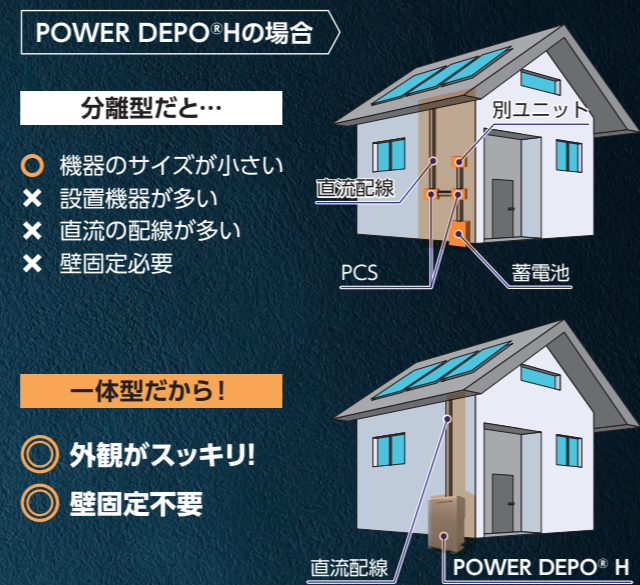 POWER DEPO®Hの場合
分離型だと…
○ 機器のサイズが小さい
× 設置機器が多い
× 直流の配線が多い
× 壁固定必要
別ユニット
直流配線
PCS
蓄電池
一体型だから!
◎ 外観がスッキリ!
◎ 壁固定不要
直流配線
POWER DEPO® H